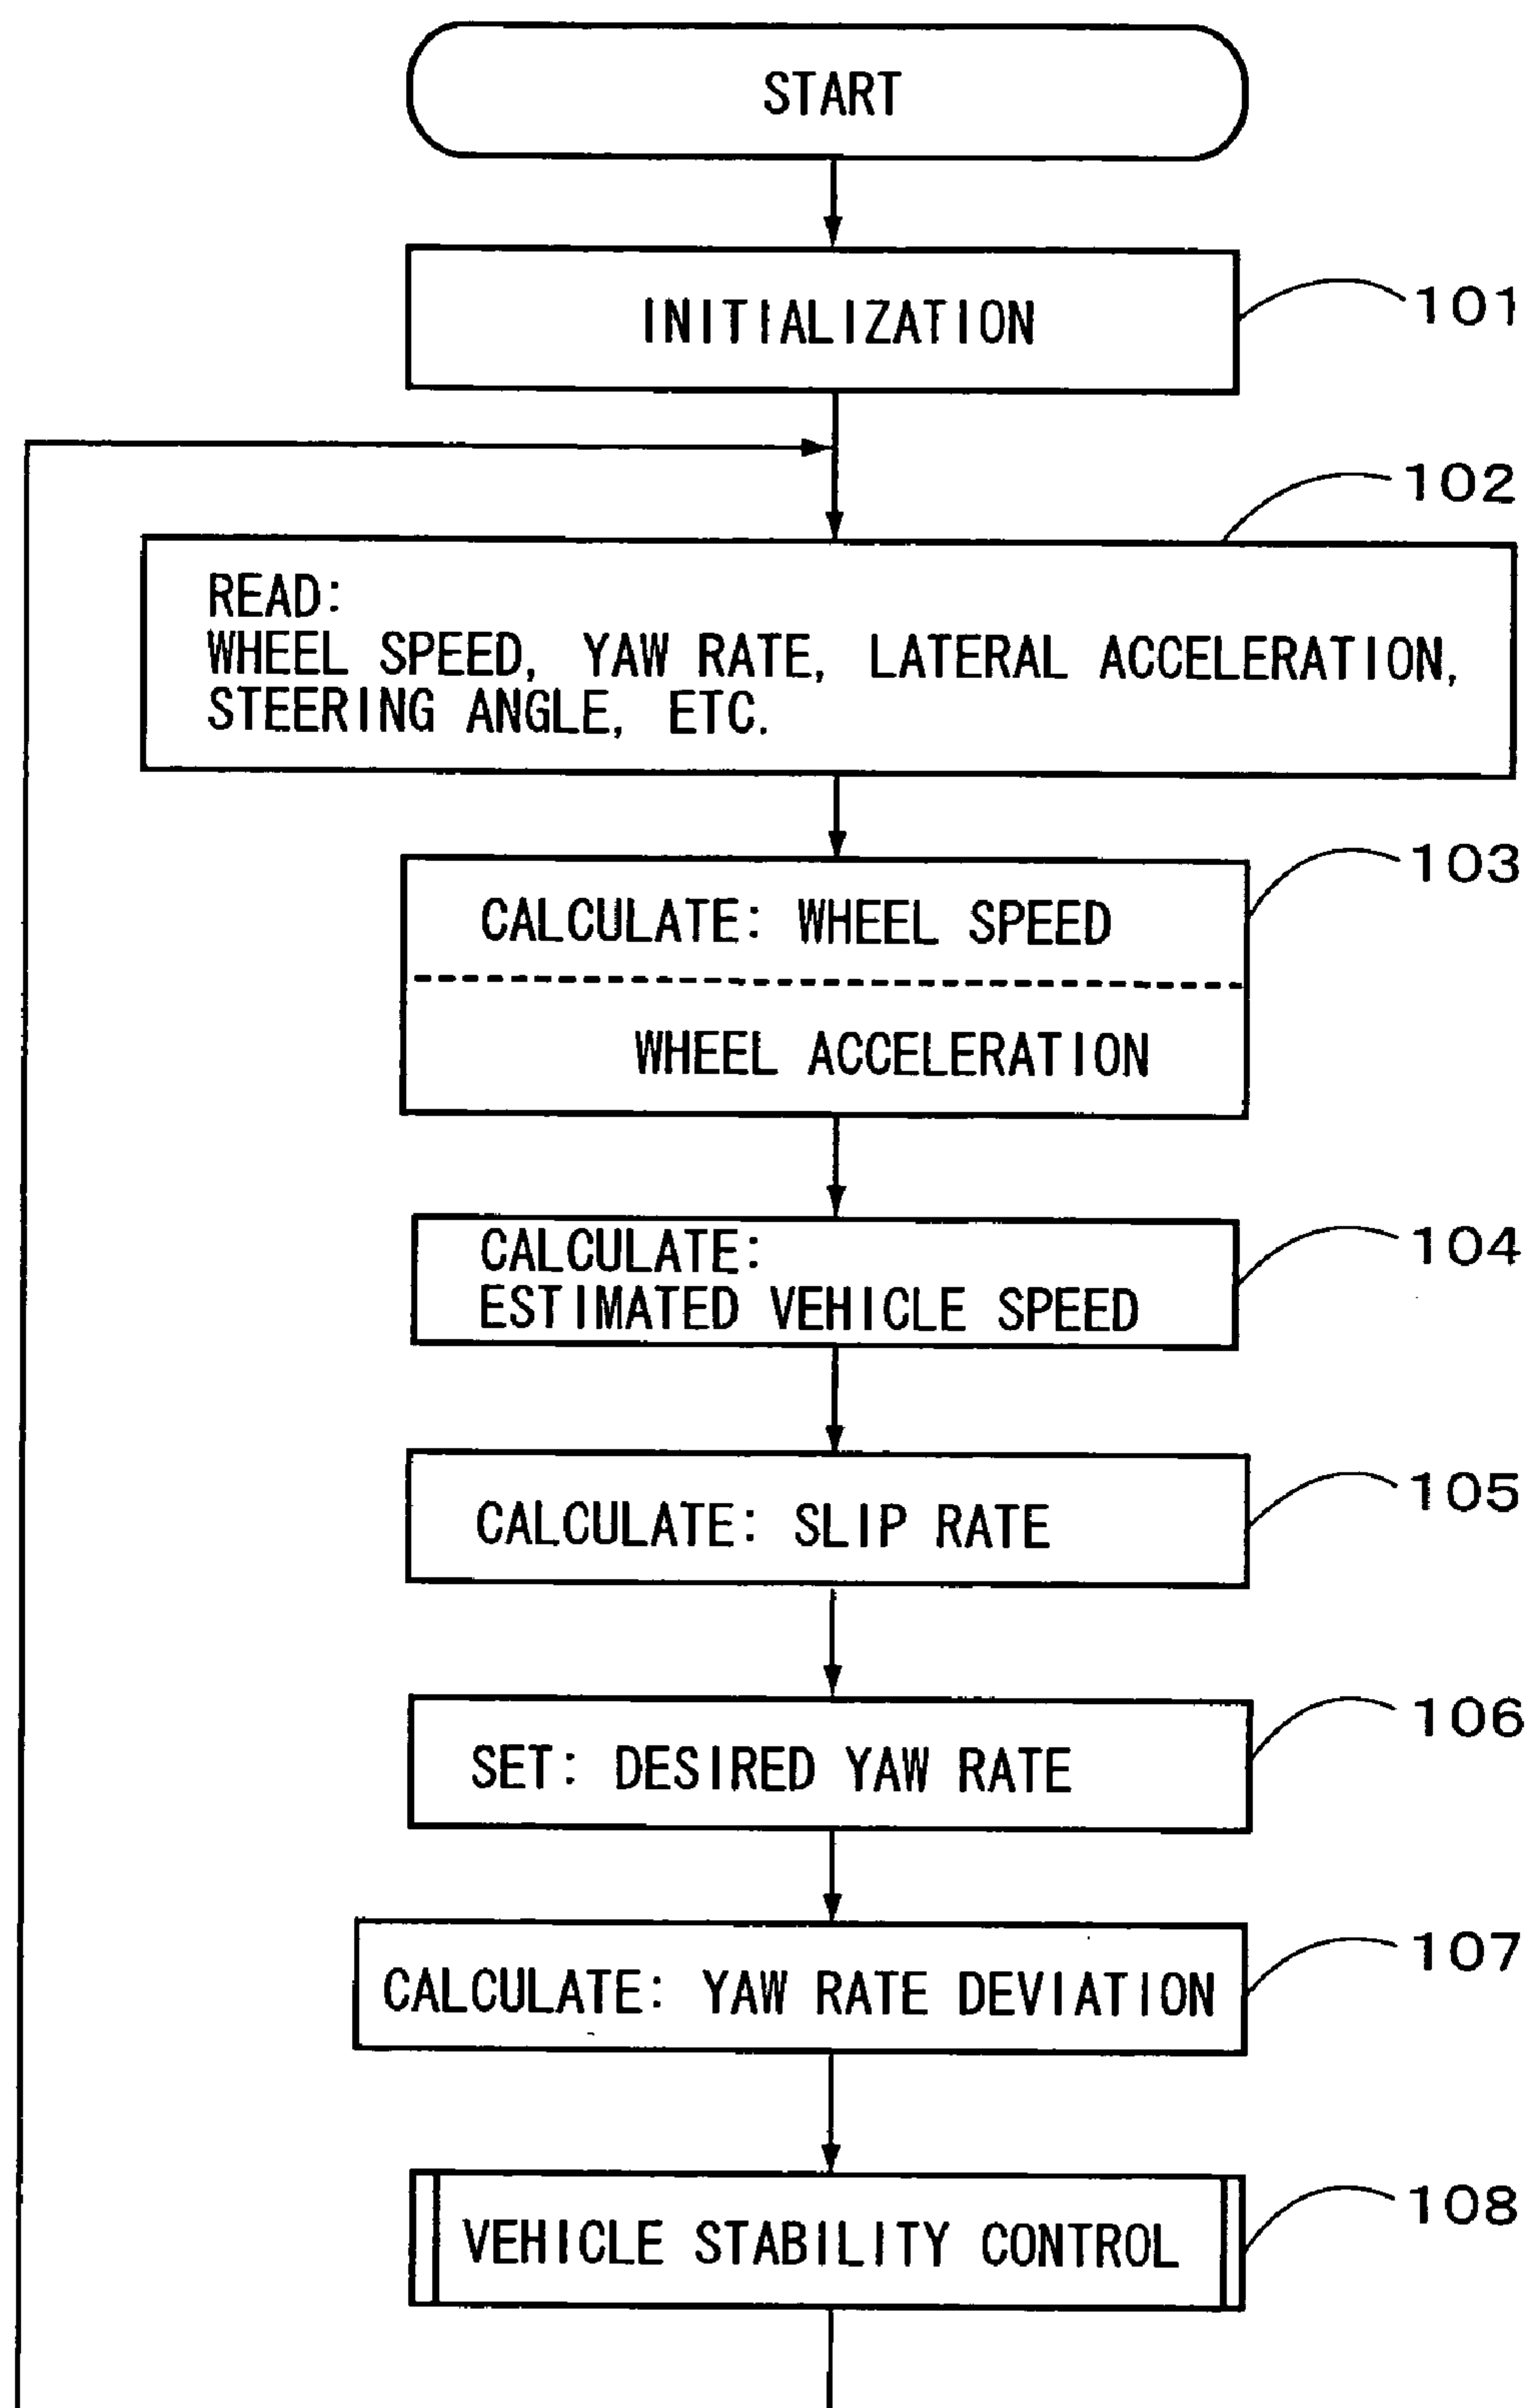 START
INITIALIZATION
101
102
READ:
WHEEL SPEED, YAW RATE, LATERAL ACCELERATION,
STEERING ANGLE, ETC.
103
CALCULATE: WHEEL SPEED
WHEEL ACCELERATION
104
CALCULATE:
ESTIMATED VEHICLE SPEED
105
CALCULATE: SLIP RATE
106
SET: DESIRED YAW RATE
107
CALCULATE: YAW RATE DEVIATION
108
VEHICLE STABILITY CONTROL